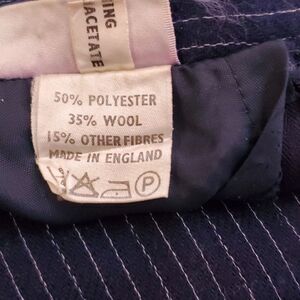 ING
ACETATE
50% POLYESTER
35% WOOL
15% OTHER FIBRES
MADE IN ENGLAND
P